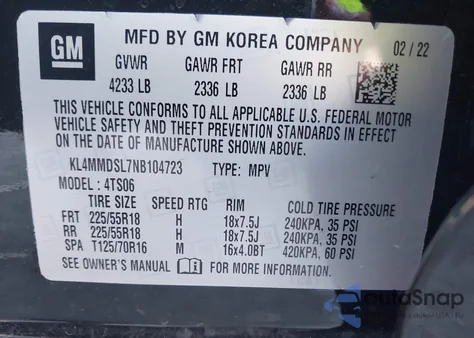 GM
MFD BY GM KOREA COMPANY 02 / 22
GVWR GAWR FRT GAWR RR
4233 LB 2336 LB 2336 LB
THIS VEHICLE CONFORMS TO ALL APPLICABLE U.S. FEDERAL MOTOR
VEHICLE SAFETY AND THEFT PREVENTION STANDARDS IN EFFECT
ON THE DATE OF MANUFACTURE SHOWN ABOVE.
KL4MMDSL7NB104723 TYPE: MPV
MODEL: 4TS06
TIRE SIZE SPEED RTG RIM COLD TIRE PRESSURE
FRT 225/55R18 H 18x7.5J 240KPA, 35 PSI
RR 225/55R18 H 18x7.5J 240KPA, 35 PSI
SPA T125/70R16 M 16x4.0BT 420KPA, 60 PSI
SEE OWNER'S MANUAL FOR MORE INFORMATION.
autoSnap